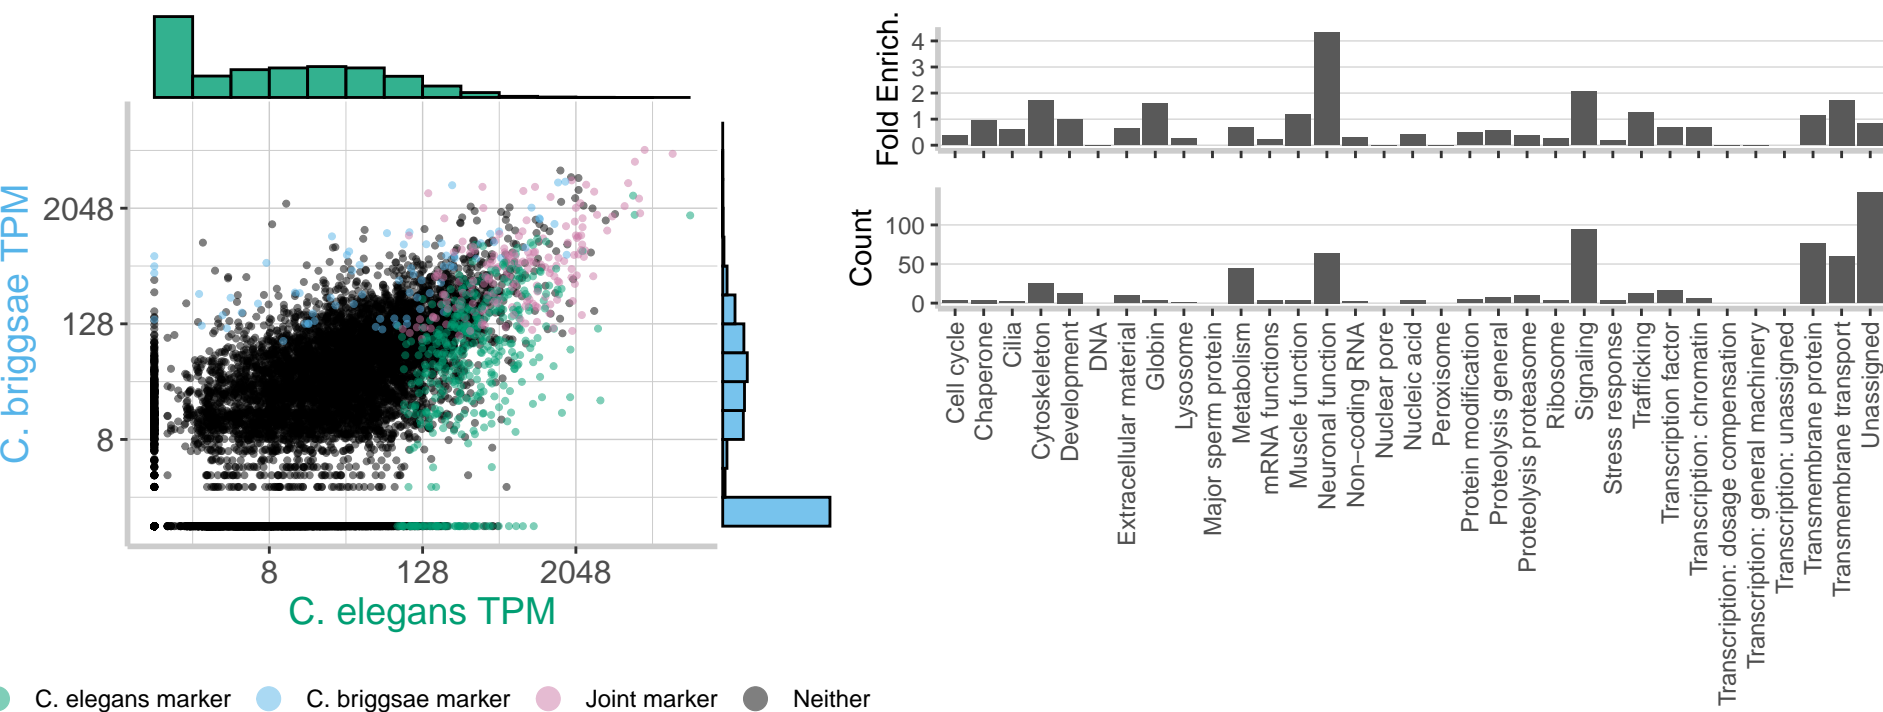 C. briggsae TPM
2048
128
8
8
128
2048
C. elegans TPM
C. elegans marker
C. briggsae marker
Joint marker
Neither
Fold Enrich.
4
3
2
1
0
Count
100
50
0
Cell cycle
Chaperone
Cilia
Cytoskeleton
Development
DNA
Extracellular material
Globin
Lysosome
Major sperm protein
Metabolism
mRNA functions
Muscle function
Neuronal function
Non−coding RNA
Nuclear pore
Nucleic acid
Peroxisome
Protein modification
Proteolysis general
Proteolysis proteasome
Ribosome
Signaling
Stress response
Trafficking
Transcription factor
Transcription: chromatin
Transcription: dosage compensation
Transcription: general machinery
Transcription: unassigned
Transmembrane protein
Transmembrane transport
Unassigned